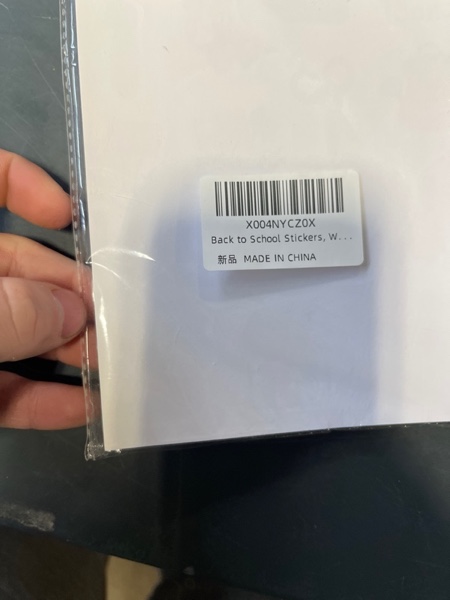 X004NYCZ0X
Back to School Stickers, W...
新品 MADE IN CHINA